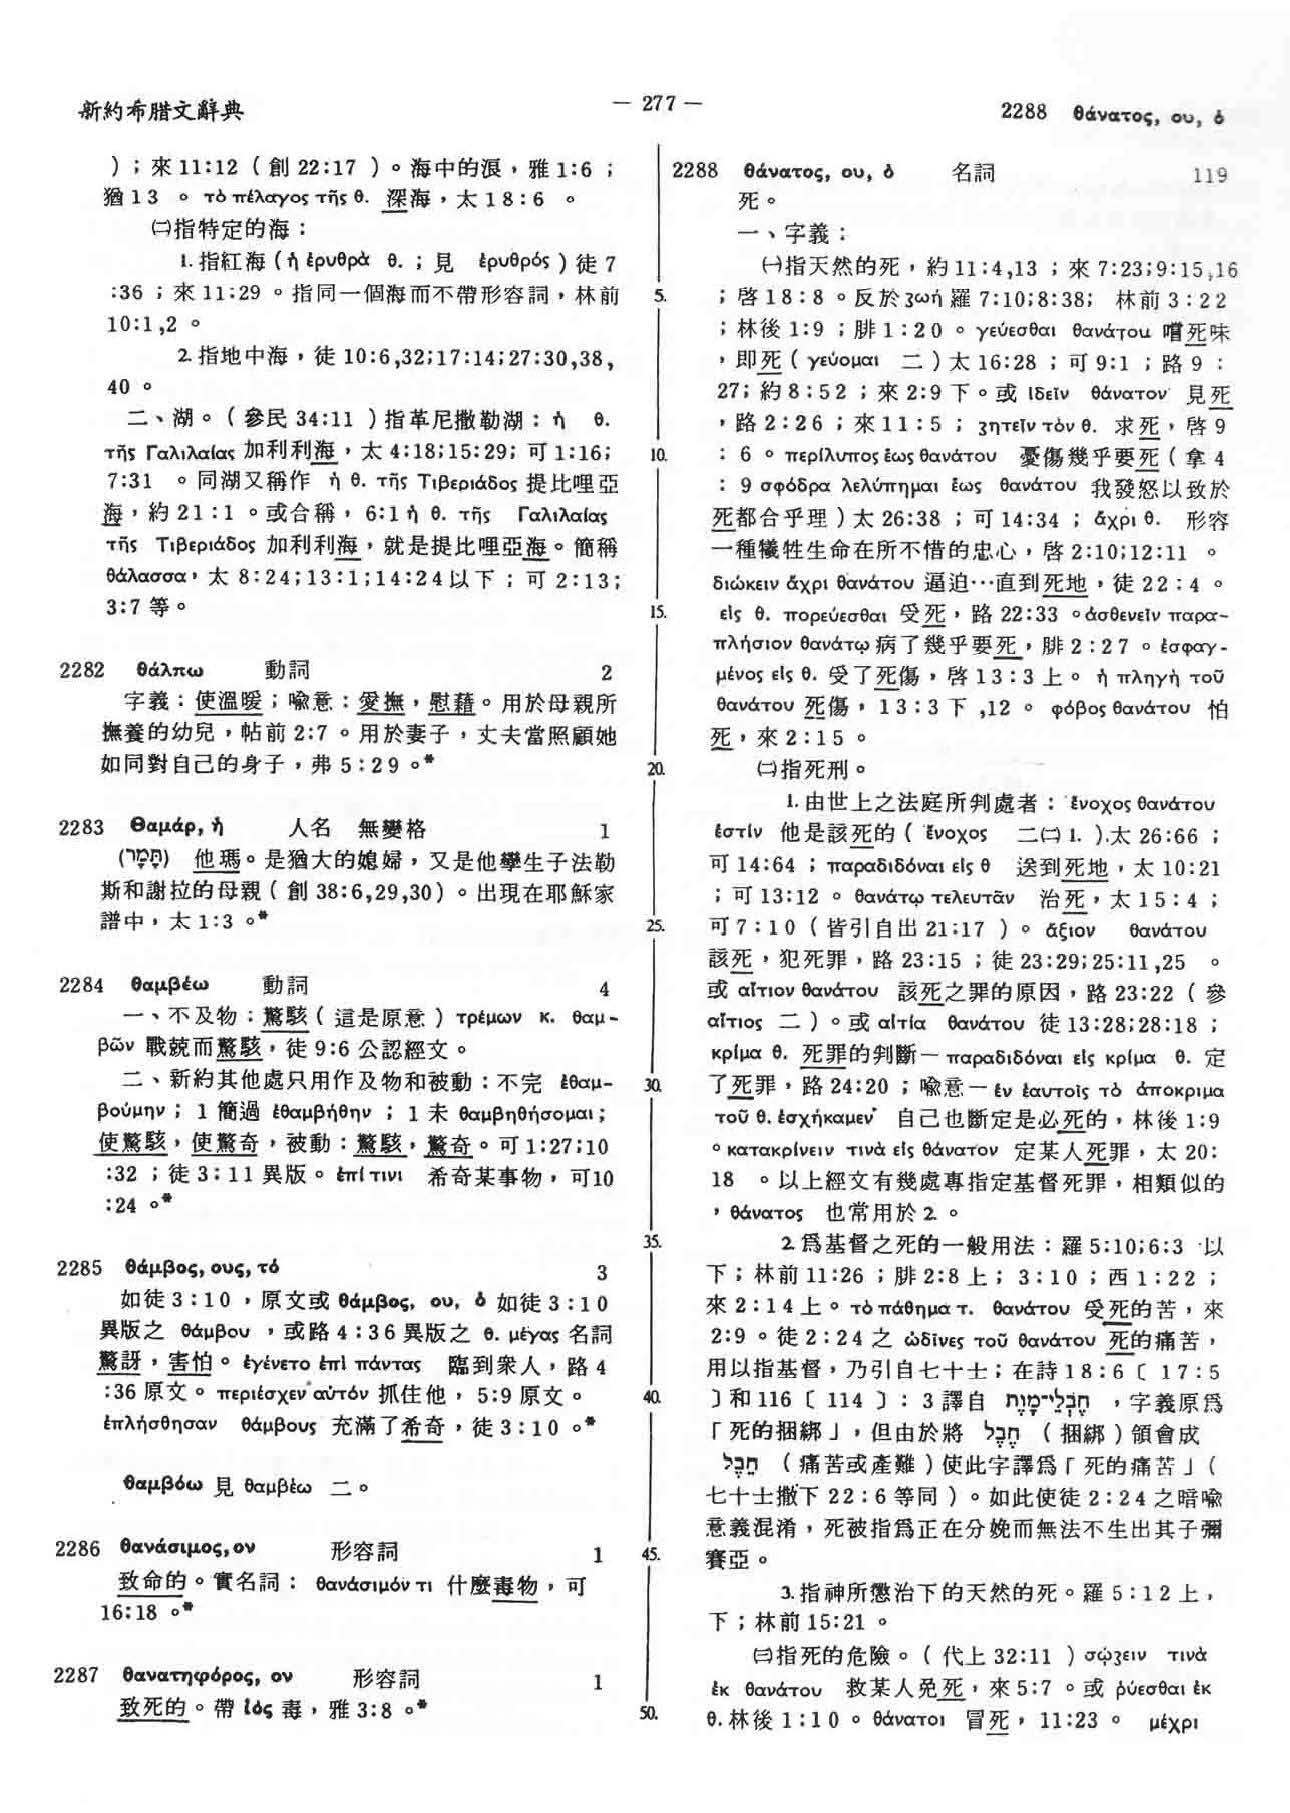 新約希腊文辭典
— 277 —
2288 θάνατος, ου, ὁ
）；來 11:12（創 22:17 ）。海中的浪，雅 1:6 ；
猶 13 。 τὸ πέλαγος τῆς θ. 深海，太 18:6 。
㈡指特定的海：
1. 指紅海（ἡ ἐρυθρὰ θ. ；見 ἐρυθρός）徒 7
:36 ；來 11:29 。指同一個海而不帶形容詞，林前
10:1,2 。
2. 指地中海，徒 10:6,32;17:14;27:30,38,
40 。
二、湖。（參民 34:11 ）指革尼撒勒湖：ἡ θ.
τῆς Γαλιλαίας 加利利海，太 4:18;15:29; 可 1:16;
7:31 。同湖又稱作 ἡ θ. τῆς Τιβεριάδος 提比哩亞
海，約 21:1 。或合稱， 6:1 ἡ θ. τῆς Γαλιλαίας
τῆς Τιβεριάδος 加利利海，就是提比哩亞海。簡稱
θάλασσα，太 8:24;13:1;14:24 以下；可 2:13;
3:7 等。
2282 θάλπω 動詞 2
字義：使溫暖；喩意：愛撫，慰藉。用於母親所
撫養的幼兒，帖前 2:7 。用於妻子，丈夫當照顧她
如同對自己的身子，弗 5:29 。*
2283 Θαμάρ, ἡ 人名 無變格 1
(תָּמָר) 他瑪。是猶大的媳婦，又是他孿生子法勒
斯和謝拉的母親（創 38:6,29,30）。出現在耶穌家
譜中，太 1:3 。*
2284 θαμβέω 動詞 4
一、不及物：驚駭（這是原意）τρέμων κ. θαμ-
βῶν 戰兢而驚駭，徒 9:6 公認經文。
二、新約其他處只用作及物和被動：不完 ἐθαμ-
βούμην； 1 簡過 ἐθαμβήθην ； 1 未 θαμβηθήσομαι；
使驚駭，使驚奇，被動：驚駭，驚奇。可 1:27;10
:32 ；徒 3:11 異版。 ἐπί τινι 希奇某事物，可10
:24 。*
2285 θάμβος, ους, τό 3
如徒 3:10 ，原文或 θάμβος, ου, ὁ 如徒 3:10
異版之 θάμβου ，或路 4:36 異版之 θ. μέγας 名詞
驚訝，害怕。 ἐγένετο ἐπὶ πάντας 臨到衆人，路 4
:36 原文。 περιέσχεν αὐτόν 抓住他， 5:9 原文。
ἐπλήσθησαν θάμβους 充滿了希奇，徒 3:10 。*
θαμβόω 見 θαμβέω 二。
2286 θανάσιμος, ον 形容詞 1
致命的。實名詞： θανάσιμόν τι 什麼毒物，可
16:18 。*
2287 θανατηφόρος, ον 形容詞 1
致死的。帶 ἰός 毒，雅 3:8 。*
5.
10.
15.
20.
25.
30.
35.
40.
45.
50.
2288 θάνατος, ου, ὁ 名詞 119
死。
一、字義：
㈠指天然的死，約 11:4,13 ；來 7:23;9:15,16
；啓 18:8 。反於 ζωή 羅 7:10;8:38; 林前 3:22
；林後 1:9 ；腓 1:20 。 γεύεσθαι θανάτου 嚐死味
，即死（γεύομαι 二）太 16:28 ；可 9:1 ；路 9 :
27; 約 8:52 ；來 2:9 下。或 ἰδεῖν θάνατον 見死
，路 2:26 ；來 11:5 ； ζητεῖν τὸν θ. 求死，啓 9
: 6 。 περίλυπος ἕως θανάτου 憂傷幾乎要死（拿 4
: 9 σφόδρα λελύπημαι ἕως θανάτου 我發怒以致於
死都合乎理）太 26:38 ；可 14:34 ； ἄχρι θ. 形容
一種犧牲生命在所不惜的忠心，啓 2:10;12:11 。
διώκειν ἄχρι θανάτου 逼迫…直到死地，徒 22:4 。
εἰς θ. πορεύεσθαι 受死，路 22:33 。ἀσθενεῖν παρα-
πλήσιον θανάτῳ 病了幾乎要死，腓 2:27 。 ἐσφαγ-
μένος εἰς θ. 受了死傷，啓 13:3 上。 ἡ πληγὴ τοῦ
θανάτου 死傷， 13:3 下 ,12 。 φόβος θανάτου 怕
死，來 2:15 。
㈡指死刑。
1. 由世上之法庭所判處者： ἔνοχος θανάτου
ἐστίν 他是該死的（ ἔνοχος 二㈡ 1. ）.太 26:66 ；
可 14:64 ； παραδιδόναι εἰς θ 送到死地，太 10:21
；可 13:12 。 θανάτῳ τελευτᾶν 治死，太 15:4 ；
可 7:10（皆引自出 21:17 ）。 ἄξιον θανάτου
該死，犯死罪，路 23:15 ；徒 23:29;25:11,25 。
或 αἴτιον θανάτου 該死之罪的原因，路 23:22（參
αἴτιος 二）。或 αἰτία θανάτου 徒 13:28;28:18 ；
κρίμα θ. 死罪的判斷— παραδιδόναι εἰς κρίμα θ. 定
了死罪，路 24:20 ；喩意— ἐν ἑαυτοῖς τὸ ἀποκριμα
τοῦ θ. ἐσχήκαμεν 自己也斷定是必死的，林後 1:9
。κατακρίνειν τινὰ εἰς θάνατον 定某人死罪，太 20:
18 。以上經文有幾處專指定基督死罪，相類似的
，θάνατος 也常用於 2. 。
2. 爲基督之死的一般用法：羅 5:10;6:3 以
下；林前 11:26 ；腓 2:8 上； 3:10 ；西 1:22 ；
來 2:14 上。 τὸ πάθημα τ. θανάτου 受死的苦，來
2:9 。徒 2:24 之 ὠδῖνες τοῦ θανάτου 死的痛苦，
用以指基督，乃引自七十士；在詩 18:6〔 17:5
〕和 116〔 114 〕: 3 譯自 חֶבְלֵי־מָוֶת ，字義原爲
「死的捆綁」，但由於將 חֶבֶל （捆綁）領會成
חֵבֶל （痛苦或產難）使此字譯爲「死的痛苦」（
七十士撒下 22:6 等同）。如此使徒 2:24 之暗喩
意義混淆，死被指爲正在分娩而無法不生出其子彌
賽亞。
3. 指神所懲治下的天然的死。羅 5:12 上，
下；林前 15:21 。
㈢指死的危險。（代上 32:11 ）σῴζειν τινὰ
ἐκ θανάτου 救某人免死，來 5:7 。或 ῥύεσθαι ἐκ
θ. 林後 1:10 。 θάνατοι 冒死， 11:23 。 μέχρι